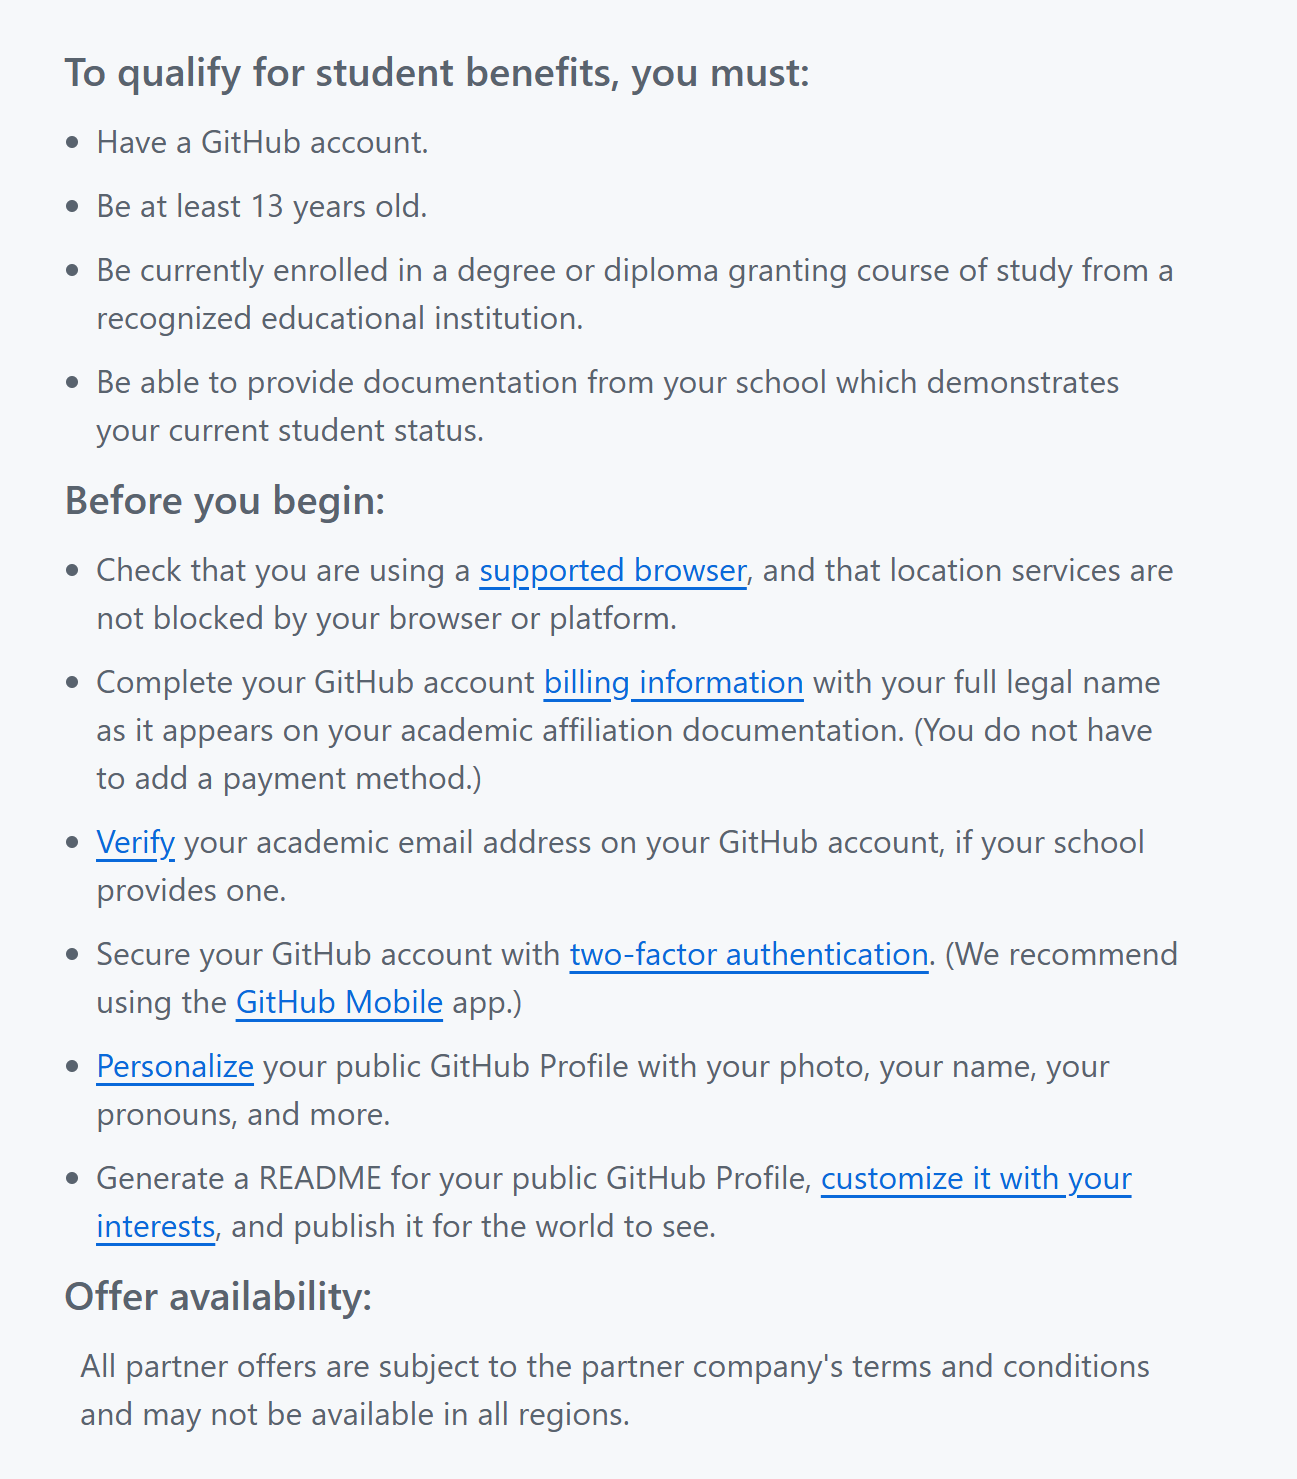 To qualify for student benefits, you must:
Have a GitHub account.
Be at least 13 years old.
Be currently enrolled in a degree or diploma granting course of study from a
recognized educational institution.
Be able to provide documentation from your school which demonstrates
your current student status.
Before you begin:
Check that you are using a supported browser, and that location services are
not blocked by your browser or platform.
Complete your GitHub account billing information with your full legal name
as it appears on your academic affiliation documentation. (You do not have
to add a payment method.)
Verify your academic email address on your GitHub account, if your school
provides one.
Secure your GitHub account with two-factor authentication. (We recommend
using the GitHub Mobile app.)
Personalize your public GitHub Profile with your photo, your name, your
pronouns, and more.
Generate a README for your public GitHub Profile, customize it with your
interests, and publish it for the world to see.
Offer availability:
All partner offers are subject to the partner company's terms and conditions
and may not be available in all regions.